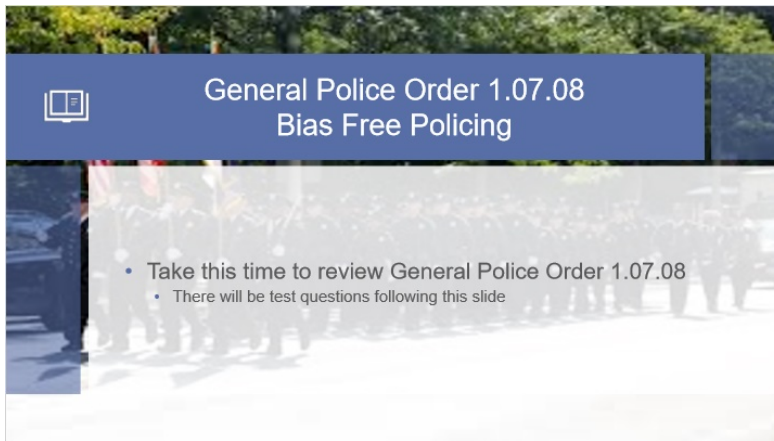 General Police Order 1.07.08
Bias Free Policing
• Take this time to review General Police Order 1.07.08
• There will be test questions following this slide